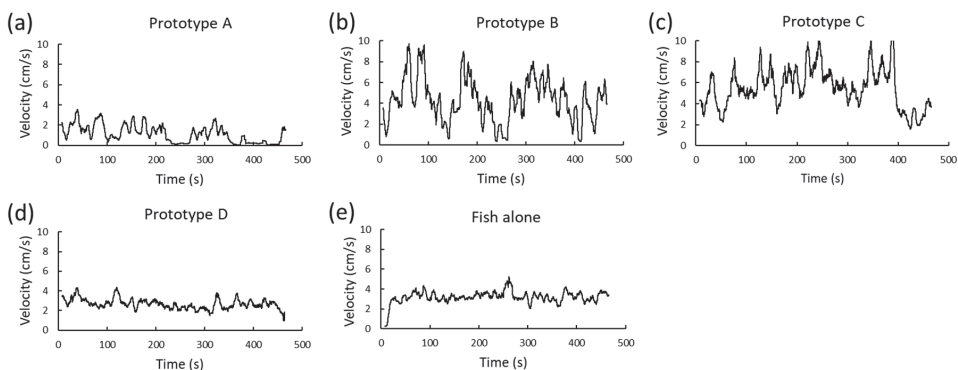 (a) Prototype A
Velocity (cm/s)
10
8
6
4
2
0
0 100 200 300 400 500
Time (s)
(b) Prototype B
Velocity (cm/s)
10
8
6
4
2
0
0 100 200 300 400 500
Time (s)
(c) Prototype C
Velocity (cm/s)
10
8
6
4
2
0
0 100 200 300 400 500
Time (s)
(d) Prototype D
Velocity (cm/s)
10
8
6
4
2
0
0 100 200 300 400 500
Time (s)
(e) Fish alone
Velocity (cm/s)
10
8
6
4
2
0
0 100 200 300 400 500
Time (s)